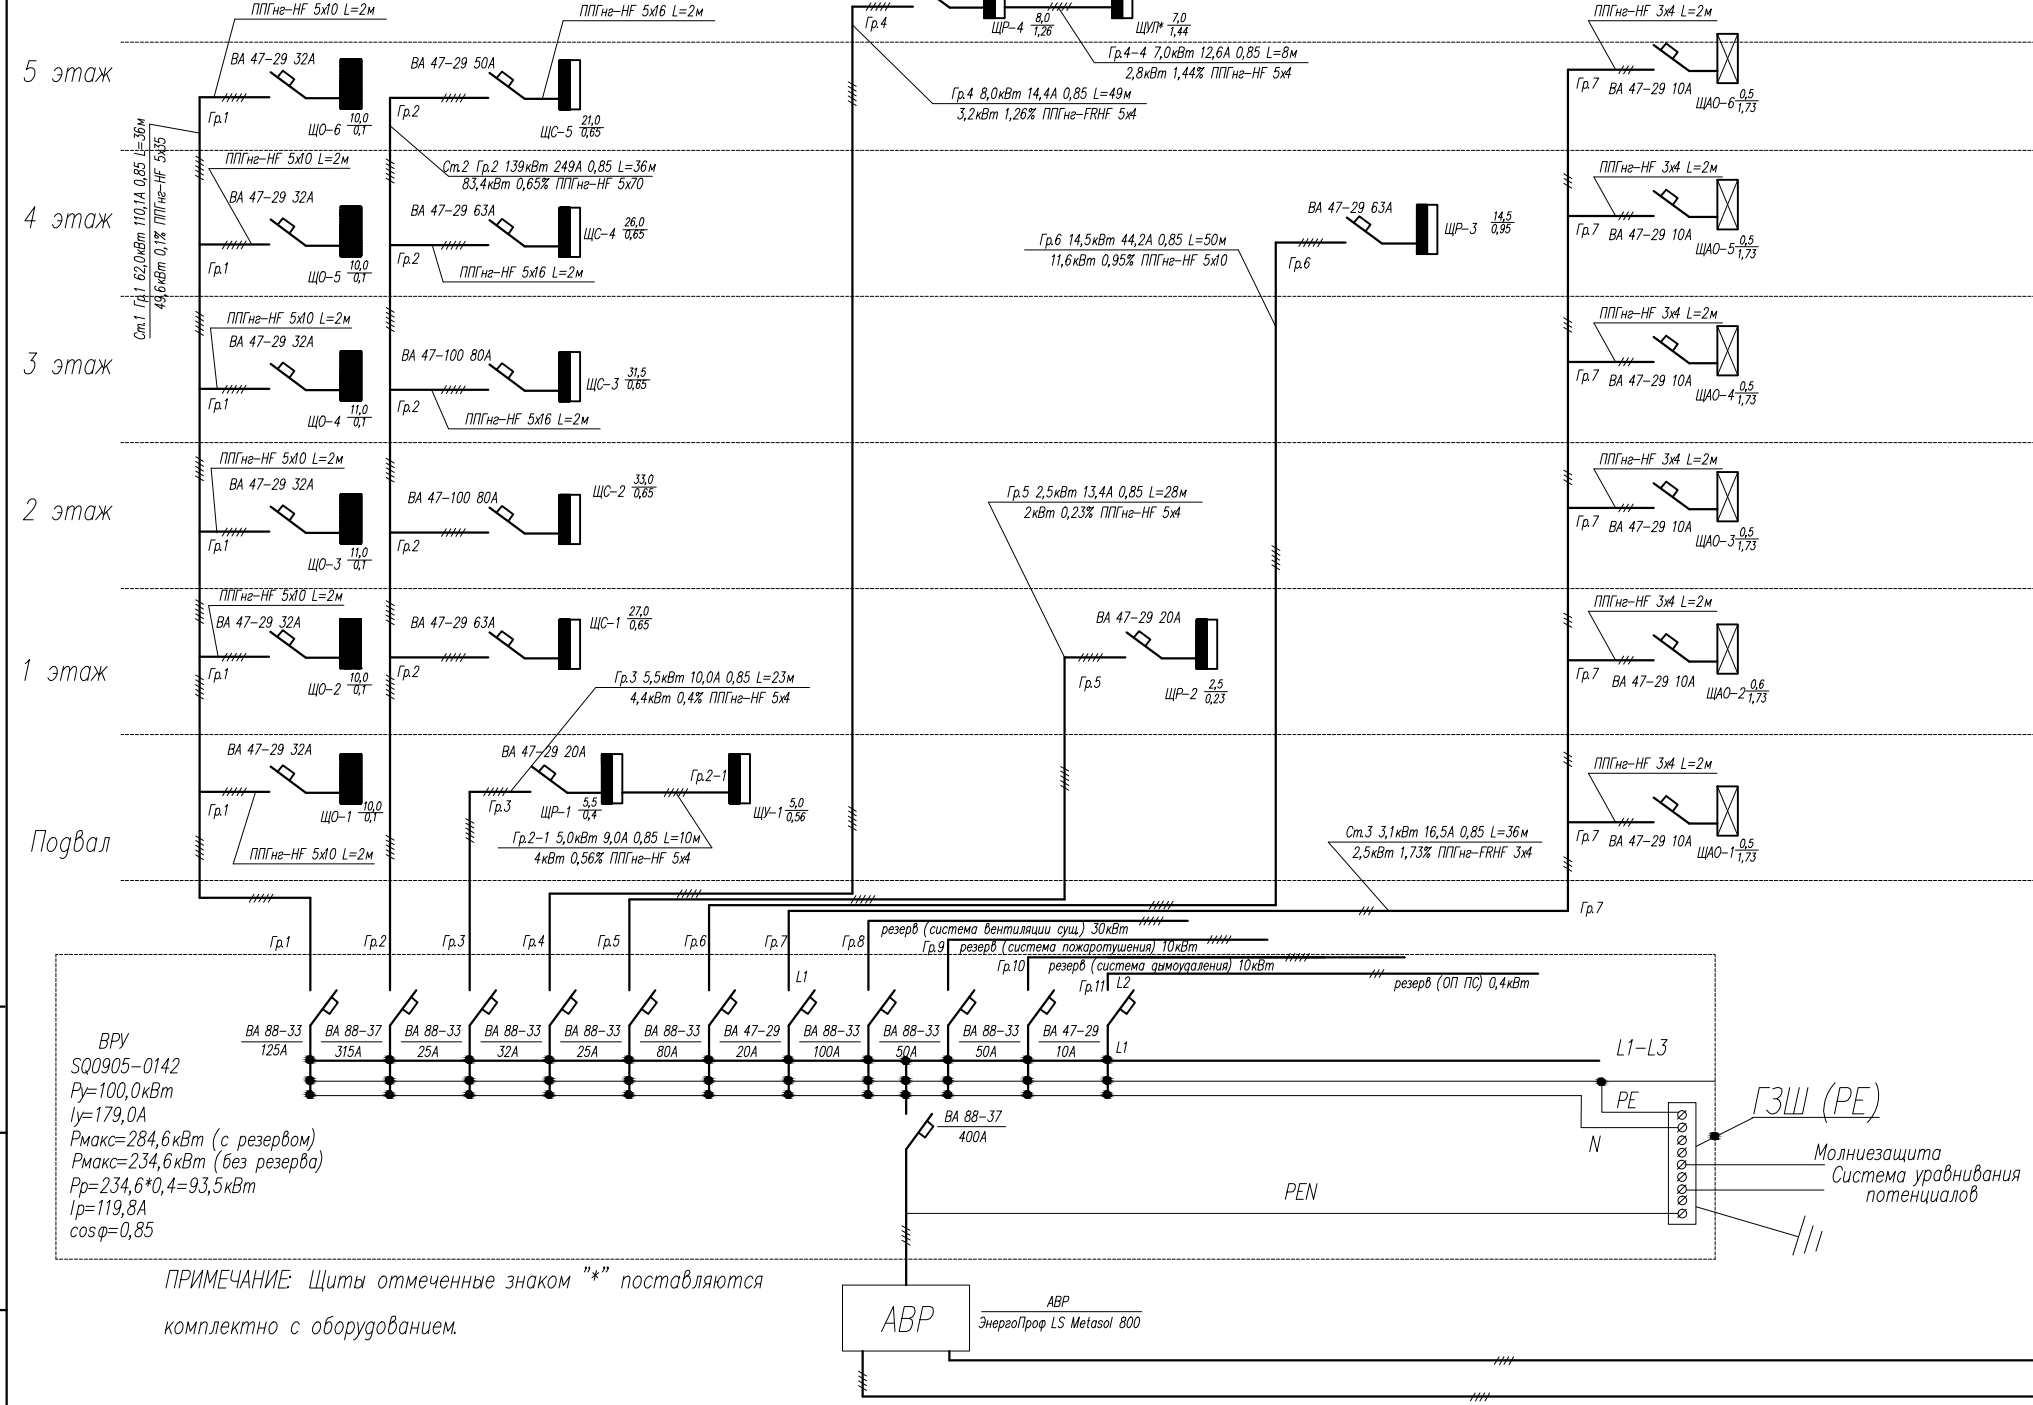 ППГнг-HF 5х10 L=2м
ППГнг-HF 5х16 L=2м
Гр.4
ЩР-4 8,0
1,26
ЩУП* 7,0
1,44
ППГнг-HF 3х4 L=2м
5 этаж
ВА 47-29 32А
Гр.1
ЩО-6 10,0
0,1
ВА 47-29 50А
Гр.2
ЩС-5 21,0
0,65
Гр.4-4 7,0кВт 12,6А 0,85 L=8м
2,8кВт 1,44% ППГнг-HF 5х4
Гр.4 8,0кВт 14,4А 0,85 L=49м
3,2кВт 1,26% ППГнг-FRHF 5х4
Гр.7
ВА 47-29 10А
ЩАО-6 0,5
1,73
Ст.1 Гр.1 62,0кВт 110,1А 0,85 L=36м
49,6кВт 0,1% ППГнг-HF 5х35
4 этаж
ППГнг-HF 5х10 L=2м
ВА 47-29 32А
Гр.1
ЩО-5 10,0
0,1
Ст.2 Гр.2 139кВт 249А 0,85 L=36м
83,4кВт 0,65% ППГнг-HF 5х70
ВА 47-29 63А
Гр.2
ЩС-4 26,0
0,65
ППГнг-HF 5х16 L=2м
Гр.6 14,5кВт 44,2А 0,85 L=50м
11,6кВт 0,95% ППГнг-HF 5х10
ВА 47-29 63А
Гр.6
ЩР-3 14,5
0,95
ППГнг-HF 3х4 L=2м
Гр.7
ВА 47-29 10А
ЩАО-5 0,5
1,73
3 этаж
ППГнг-HF 5х10 L=2м
ВА 47-29 32А
Гр.1
ЩО-4 11,0
0,1
ВА 47-100 80А
Гр.2
ЩС-3 31,5
0,65
ППГнг-HF 5х16 L=2м
ППГнг-HF 3х4 L=2м
Гр.7
ВА 47-29 10А
ЩАО-4 0,5
1,73
2 этаж
ППГнг-HF 5х10 L=2м
ВА 47-29 32А
Гр.1
ЩО-3 11,0
0,1
ВА 47-100 80А
Гр.2
ЩС-2 33,0
0,65
Гр.5 2,5кВт 13,4А 0,85 L=28м
2кВт 0,23% ППГнг-HF 5х4
ППГнг-HF 3х4 L=2м
Гр.7
ВА 47-29 10А
ЩАО-3 0,5
1,73
1 этаж
ППГнг-HF 5х10 L=2м
ВА 47-29 32А
Гр.1
ЩО-2 10,0
0,1
ВА 47-29 63А
Гр.2
ЩС-1 27,0
0,65
Гр.3 5,5кВт 10,0А 0,85 L=23м
4,4кВт 0,4% ППГнг-HF 5х4
ВА 47-29 20А
Гр.5
ЩР-2 2,5
0,23
ППГнг-HF 3х4 L=2м
Гр.7
ВА 47-29 10А
ЩАО-2 0,6
1,73
Подвал
ВА 47-29 32А
Гр.1
ЩО-1 10,0
0,1
ППГнг-HF 5х10 L=2м
ВА 47-29 20А
Гр.3
ЩР-1 5,5
0,4
Гр.2-1
ЩУ-1 5,0
0,56
Гр.2-1 5,0кВт 9,0А 0,85 L=10м
4кВт 0,56% ППГнг-HF 5х4
Ст.3 3,1кВт 16,5А 0,85 L=36м
2,5кВт 1,73% ППГнг-FRHF 3х4
ППГнг-HF 3х4 L=2м
Гр.7
ВА 47-29 10А
ЩАО-1 0,5
1,73
Гр.7
Гр.1 Гр.2 Гр.3 Гр.4 Гр.5 Гр.6 Гр.7 Гр.8
резерв (система вентиляции сущ.) 30кВт
Гр.9 резерв (система пожаротушения) 10кВт
Гр.10 резерв (система дымоудаления) 10кВт
Гр.11 L2 резерв (ОП ПС) 0,4кВт
L1
ВА 88-33 ВА 88-37 ВА 88-33 ВА 88-33 ВА 88-33 ВА 88-33 ВА 47-29 ВА 88-33 ВА 88-33 ВА 88-33 ВА 47-29
125А 315А 25А 32А 25А 80А 20А 100А 50А 50А 10А L1
L1-L3
ВРУ
SQ0905-0142
Ру=100,0кВт
Iу=179,0А
Рмакс=284,6кВт (с резервом)
Рмакс=234,6кВт (без резерва)
Рр=234,6*0,4=93,5кВт
Iр=119,8А
cosφ=0,85
ВА 88-37
400А
PE
N
PEN
ГЗШ (PE)
Молниезащита
Система уравнивания
потенциалов
ПРИМЕЧАНИЕ: Щиты отмеченные знаком "*" поставляются
комплектно с оборудованием.
АВР
АВР
ЭнергоПроф LS Metasol 800